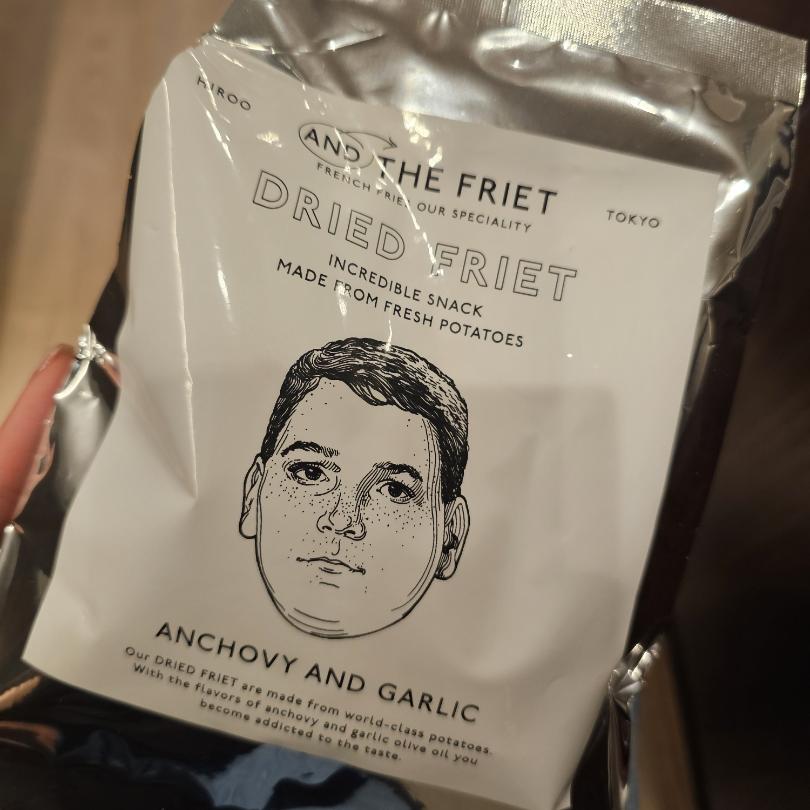 HIROO
AND THE FRIET
FRENCH FRIES OUR SPECIALITY
TOKYO
DRIED FRIET
INCREDIBLE SNACK
MADE FROM FRESH POTATOES
ANCHOVY AND GARLIC
Our DRIED FRIET are made from world-class potatoes.
With the flavors of anchovy and garlic olive oil you
become addicted to the taste.